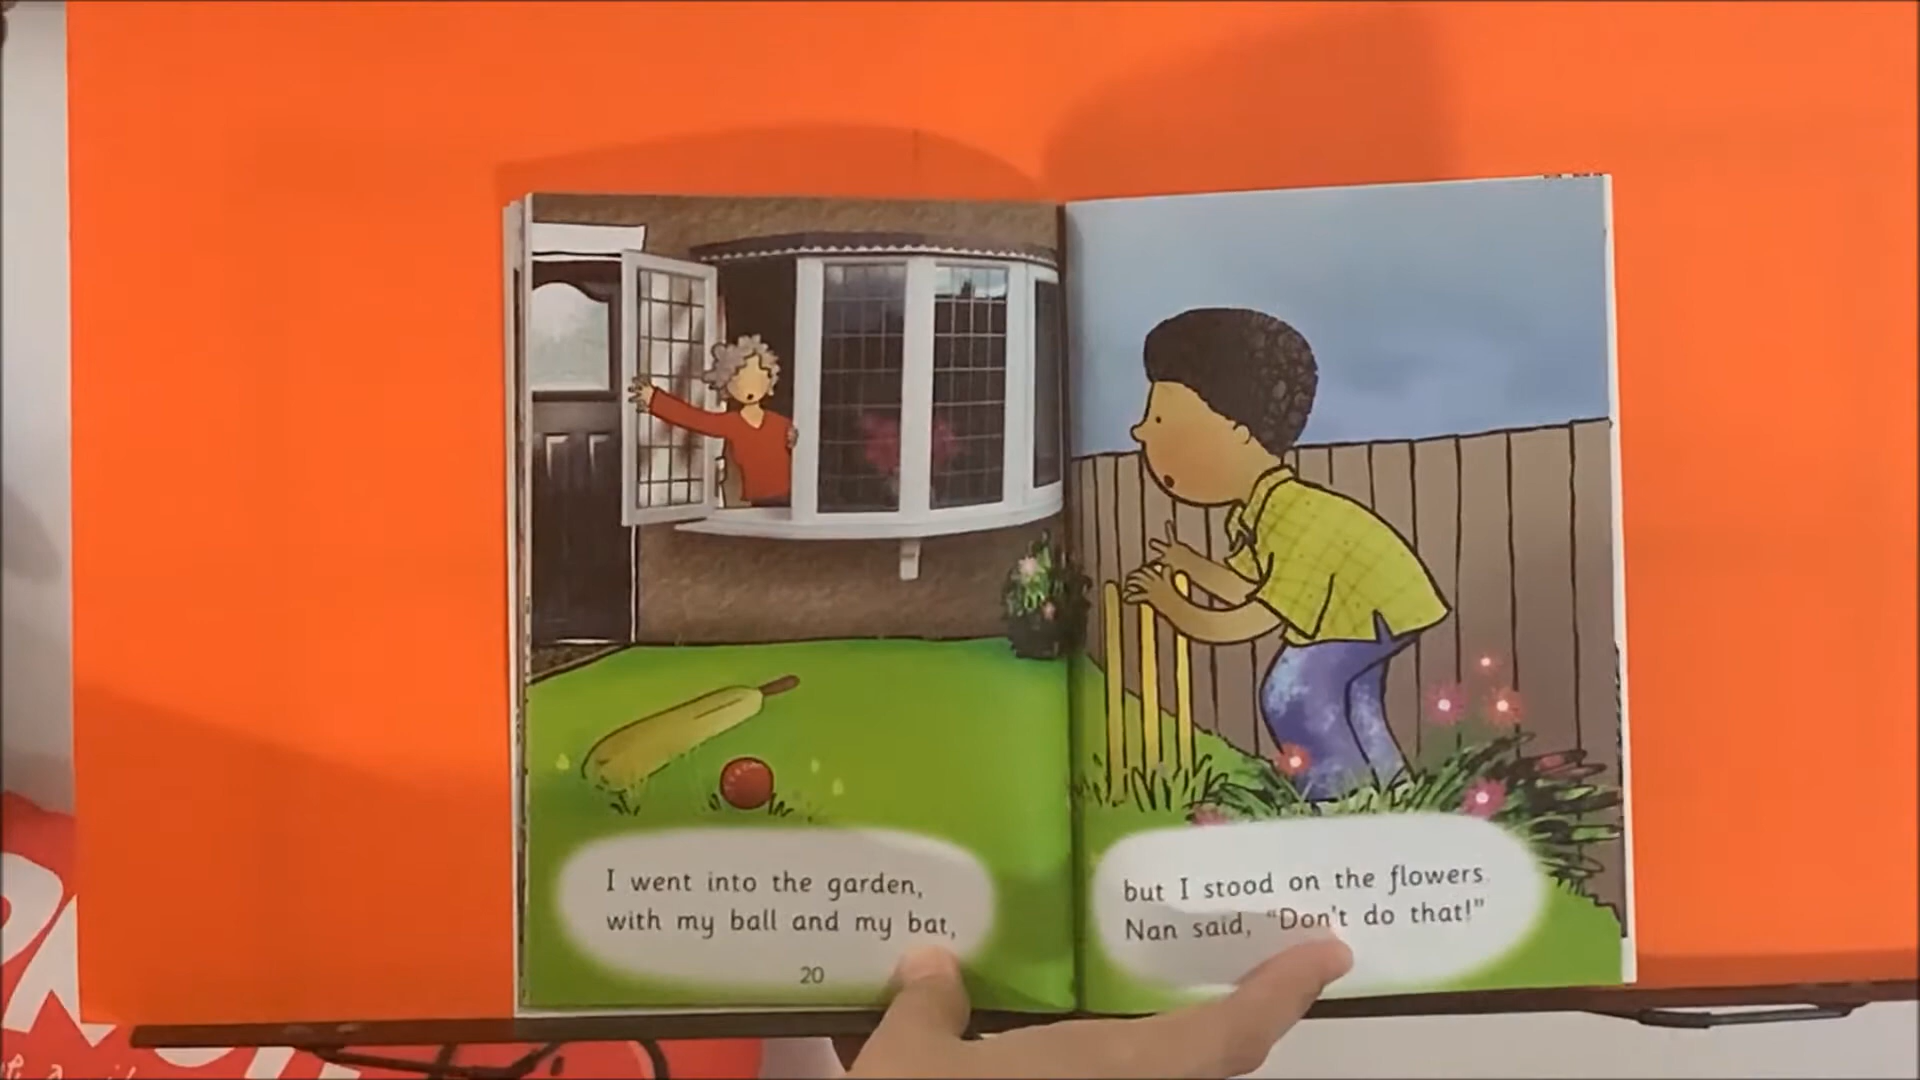 I went into the garden,
with my ball and my bat,
20
but I stood on the flowers.
Nan said, “Don't do that!”